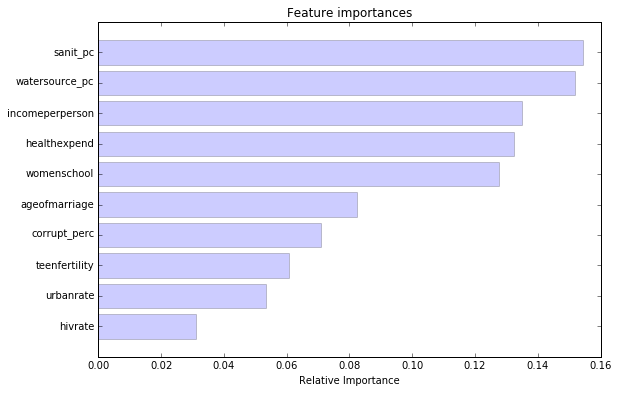 Feature importances
sanit_pc
watersource_pc
incomeperperson
healthexpend
womenschool
ageofmarriage
corrupt_perc
teenfertility
urbanrate
hivrate
0.00 0.02 0.04 0.06 0.08 0.10 0.12 0.14 0.16
Relative Importance